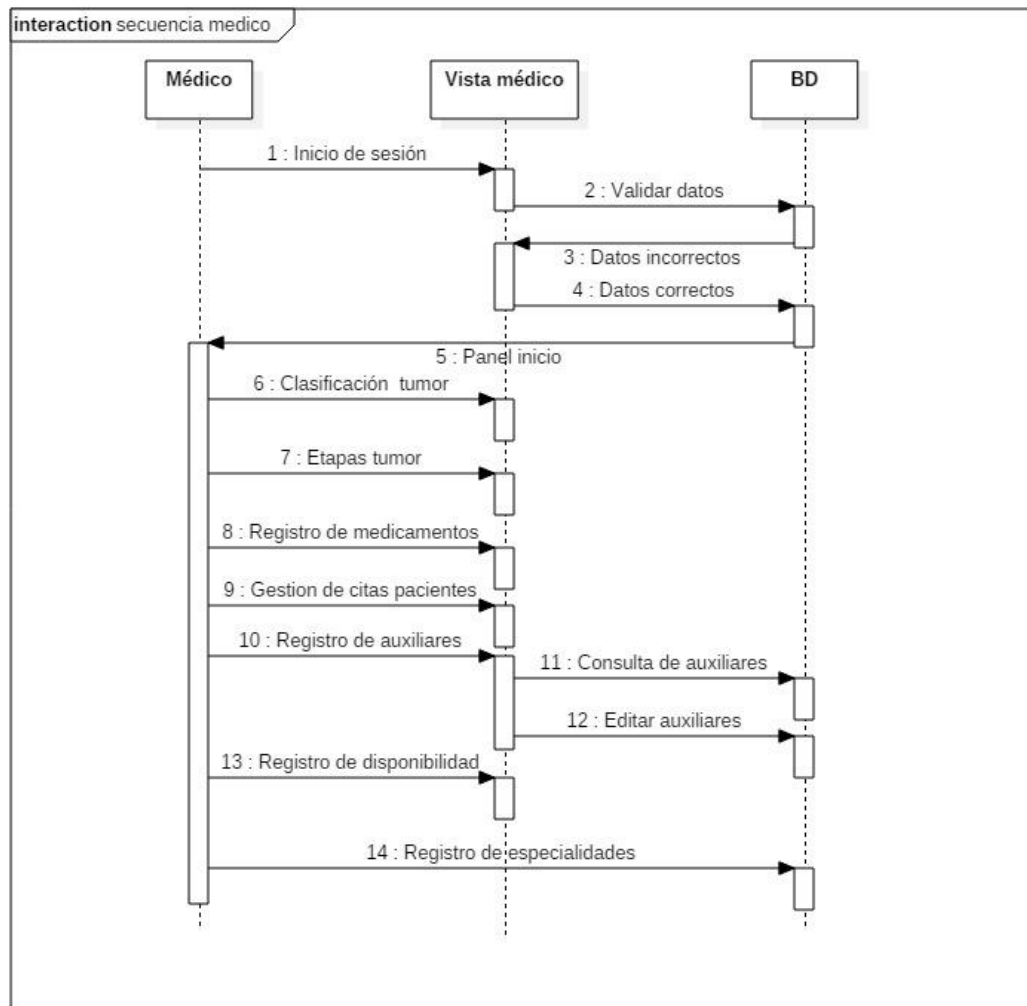 interaction secuencia medico
Médico
Vista médico
BD
1 : Inicio de sesión
2 : Validar datos
3 : Datos incorrectos
4 : Datos correctos
5 : Panel inicio
6 : Clasificación  tumor
7 : Etapas tumor
8 : Registro de medicamentos
9 : Gestion de citas pacientes
10 : Registro de auxiliares
11 : Consulta de auxiliares
12 : Editar auxiliares
13 : Registro de disponibilidad
14 : Registro de especialidades